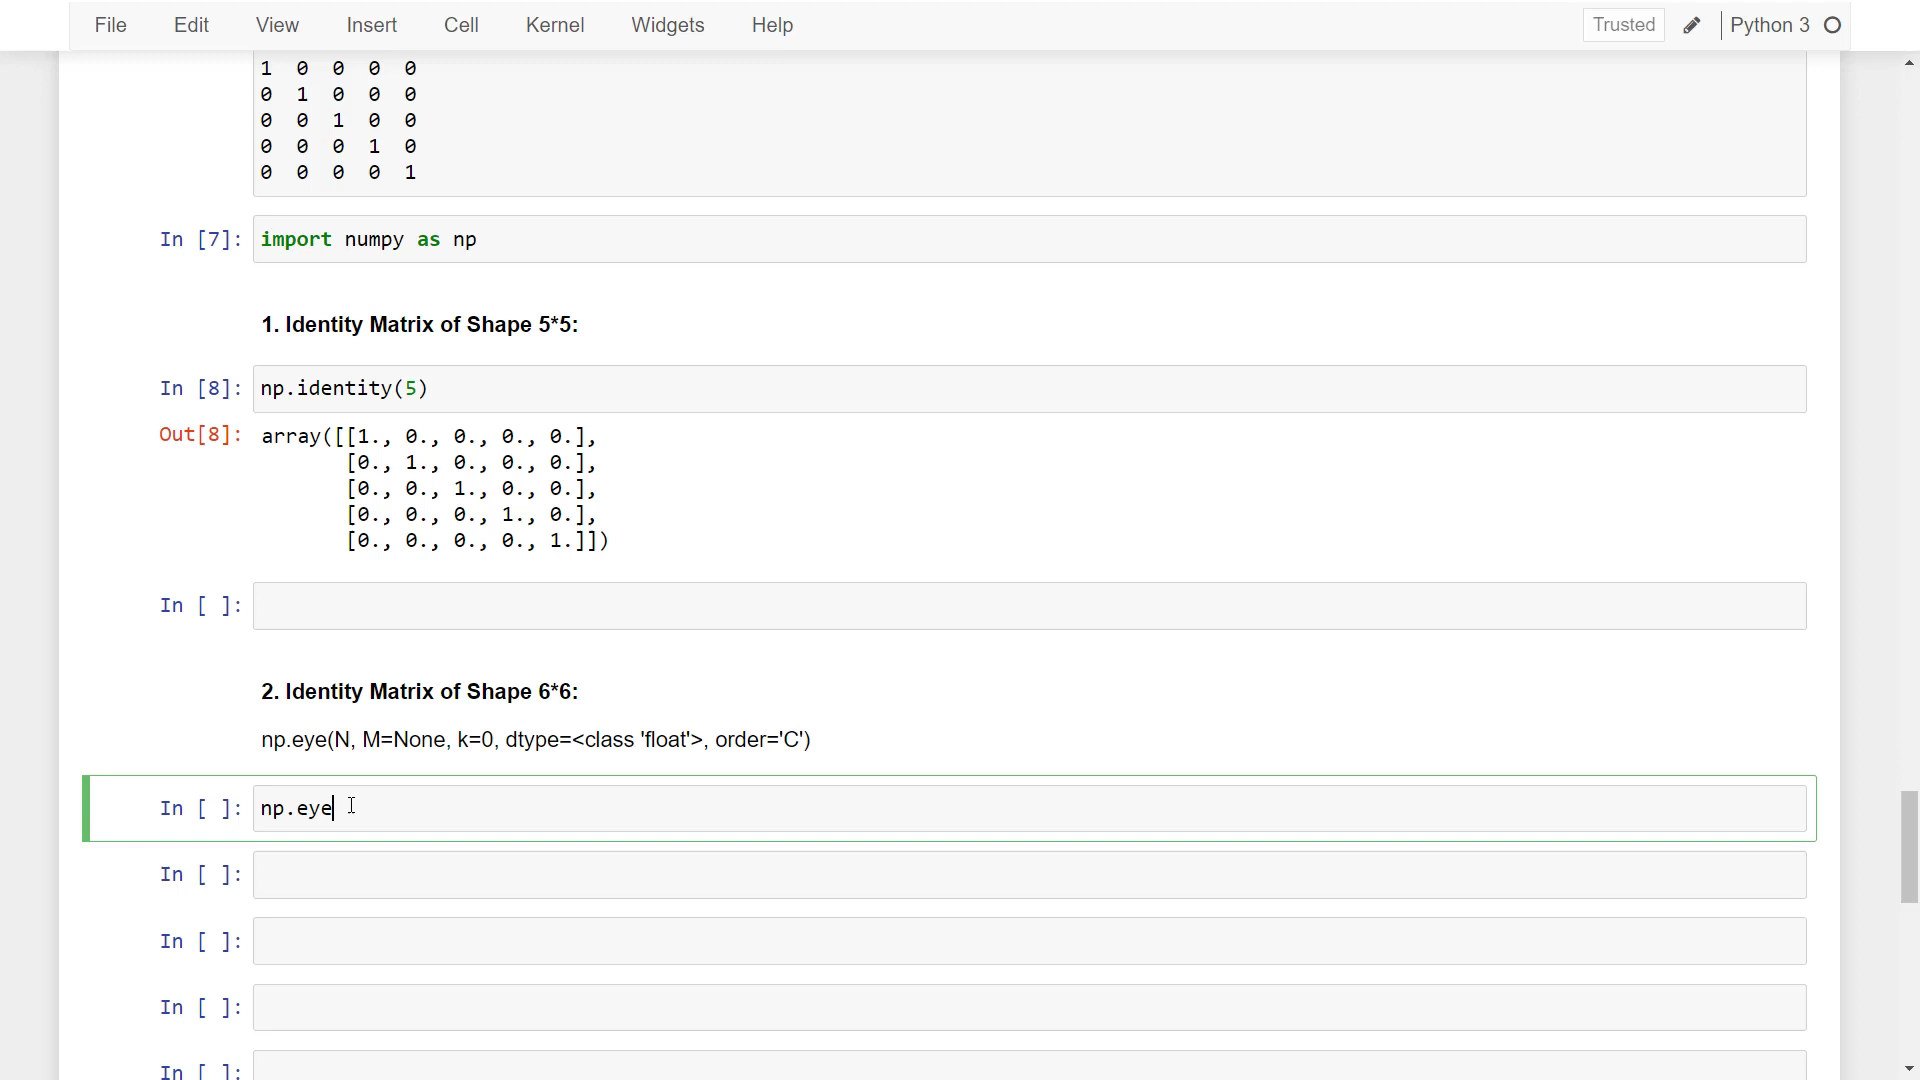 File Edit View Insert Cell Kernel Widgets Help Trusted Python 3
1 0 0 0 0
0 1 0 0 0
0 0 1 0 0
0 0 0 1 0
0 0 0 0 1
In [7]: import numpy as np
1. Identity Matrix of Shape 5*5:
In [8]: np.identity(5)
Out[8]: array([[1., 0., 0., 0., 0.],
[0., 1., 0., 0., 0.],
[0., 0., 1., 0., 0.],
[0., 0., 0., 1., 0.],
[0., 0., 0., 0., 1.]])
In [ ]:
2. Identity Matrix of Shape 6*6:
np.eye(N, M=None, k=0, dtype=<class 'float'>, order='C')
In [ ]: np.eye
In [ ]:
In [ ]:
In [ ]:
In [ ]: